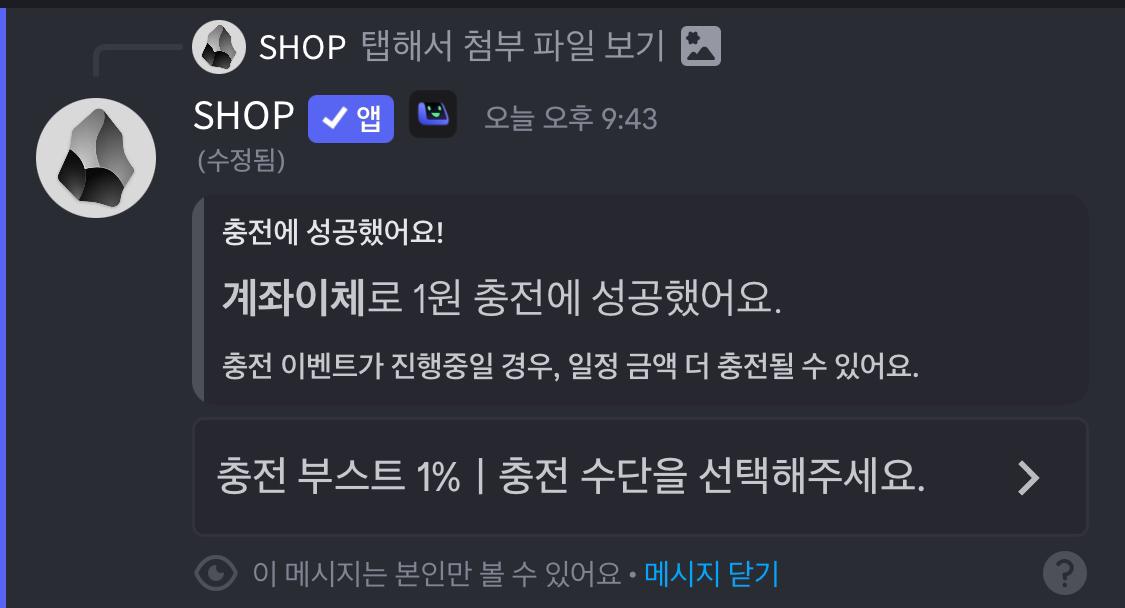 SHOP 탭해서 첨부 파일 보기
SHOP ✓ 앱 오늘 오후 9:43
(수정됨)
충전에 성공했어요!
계좌이체로 1원 충전에 성공했어요.
충전 이벤트가 진행중일 경우, 일정 금액 더 충전될 수 있어요.
충전 부스트 1% | 충전 수단을 선택해주세요.
이 메시지는 본인만 볼 수 있어요 • 메시지 닫기